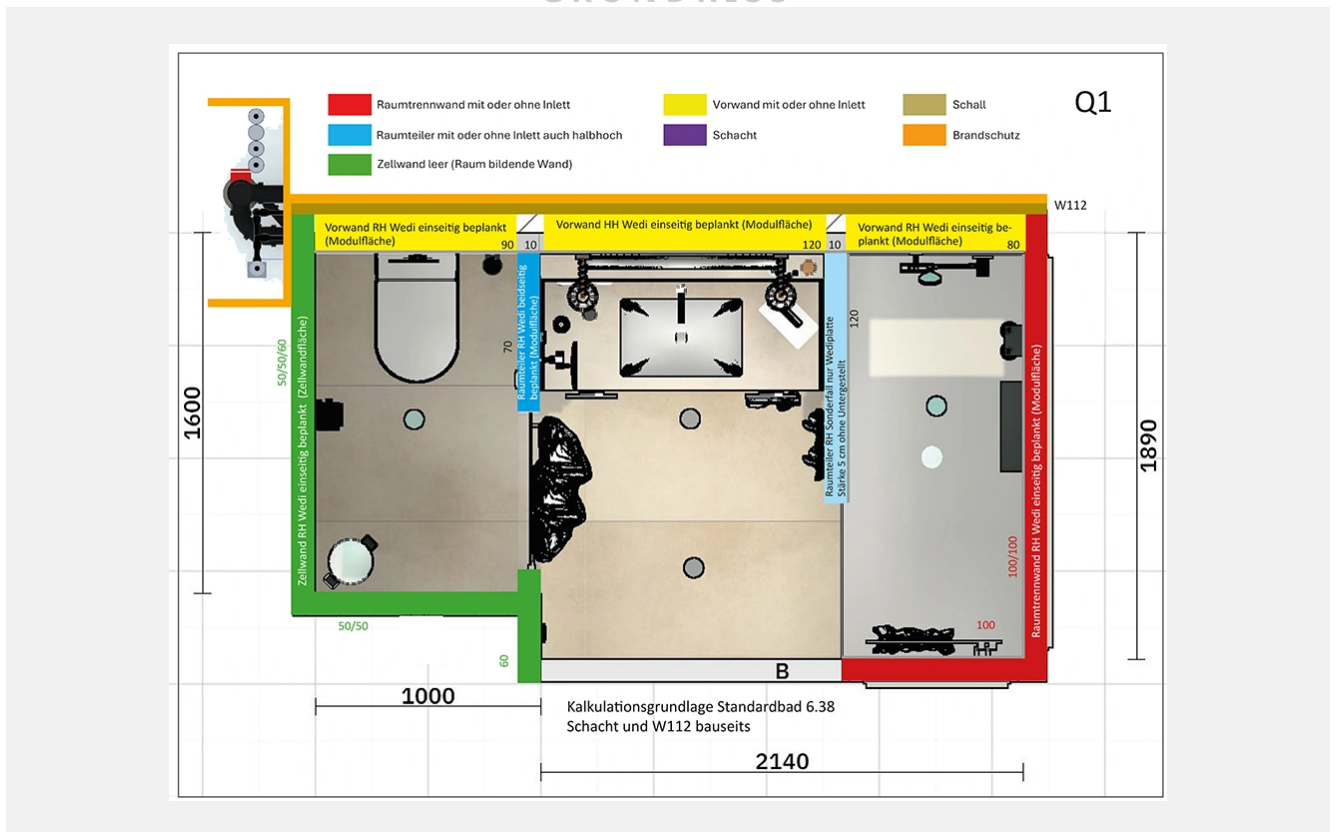 GRUNDRISS
Raumtrennwand mit oder ohne Inlett
Vorwand mit oder ohne Inlett
Schall
Q1
Raumteiler mit oder ohne Inlett auch halbhoch
Schacht
Brandschutz
Zellwand leer (Raum bildende Wand)
W112
Vorwand RH Wedi einseitig beplankt
(Modulfläche)
90
10
Vorwand HH Wedi einseitig beplankt (Modulfläche)
120
10
Vorwand RH Wedi einseitig be-
plankt (Modulfläche)
80
Zellwand RH Wedi einseitig beplankt (Zellwandfläche)
50/50/60
1600
70
Raumteiler RH Wedi beidseitig
beplankt (Modulfläche)
Raumteiler RH Sonderfall nur Wediplatte
Stärke 5 cm ohne Untergestellt
120
Raumtrennwand RH Wedi einseitig beplankt (Modulfläche)
100/100
1890
100
50/50
60
B
1000
Kalkulationsgrundlage Standardbad 6.38
Schacht und W112 bauseits
2140